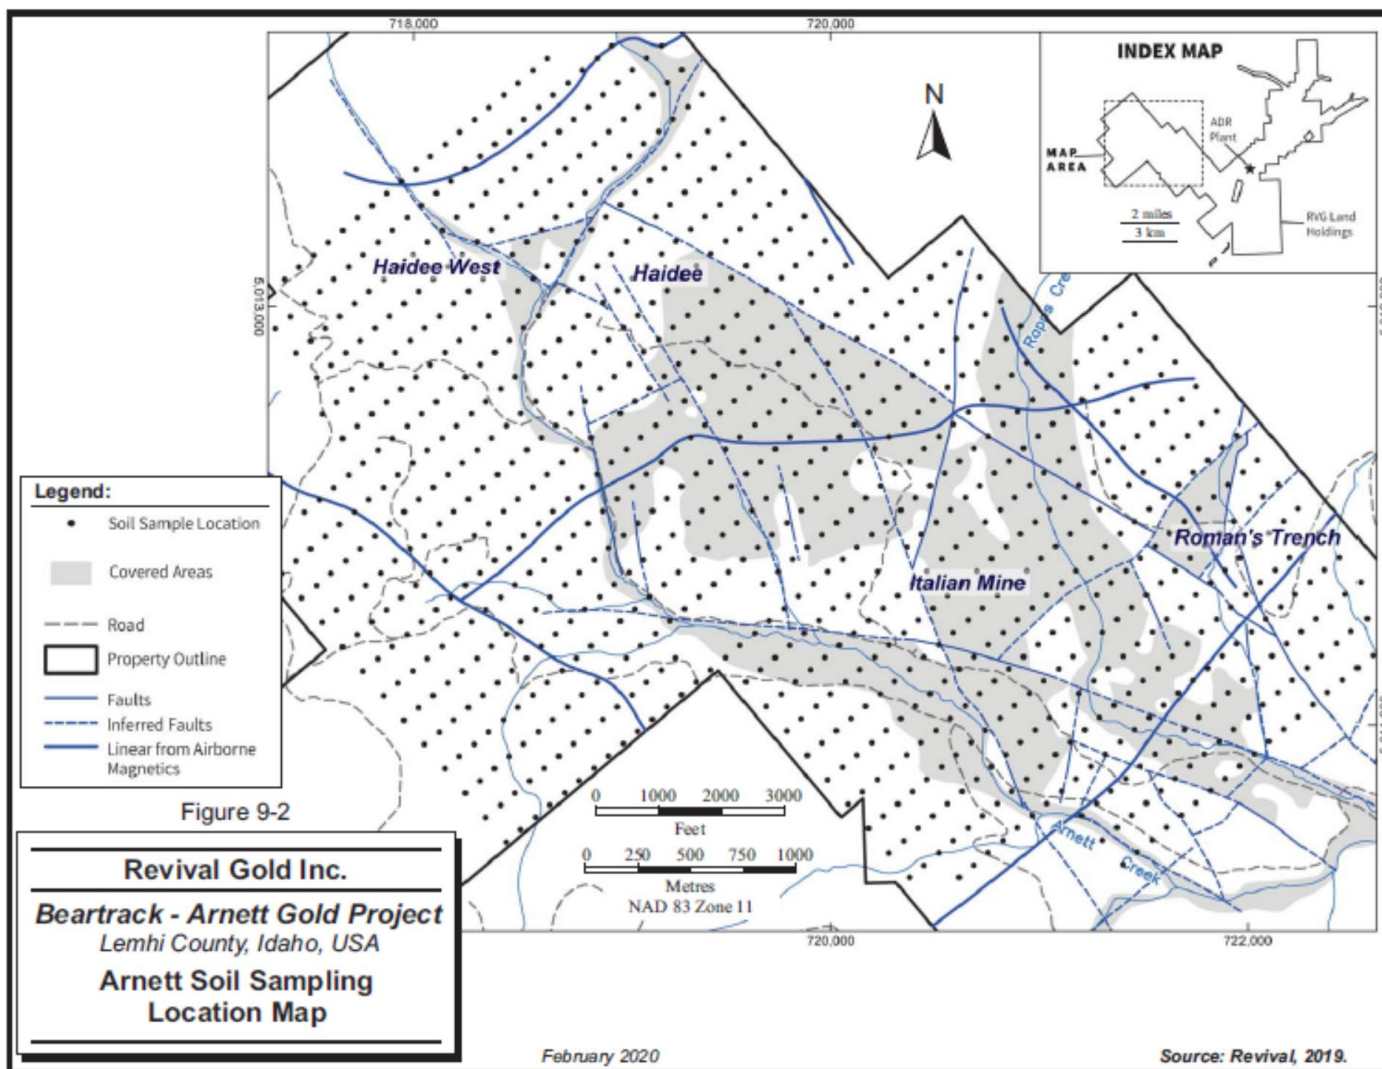 718,000
720,000
INDEX MAP
ADR
Plant
MAP
AREA
2 miles
3 km
RVG Land
Holdings
N
Haidee West
Haidee
5,013,000
Legend:
Soil Sample Location
Covered Areas
Road
Property Outline
Faults
Inferred Faults
Linear from Airborne
Magnetics
Roman's Trench
Italian Mine
Figure 9-2
0 1000 2000 3000
Feet
0 250 500 750 1000
Metres
NAD 83 Zone 11
Arnett Creek
720,000
722,000
Revival Gold Inc.
Beartrack - Arnett Gold Project
Lemhi County, Idaho, USA
Arnett Soil Sampling
Location Map
February 2020
Source: Revival, 2019.